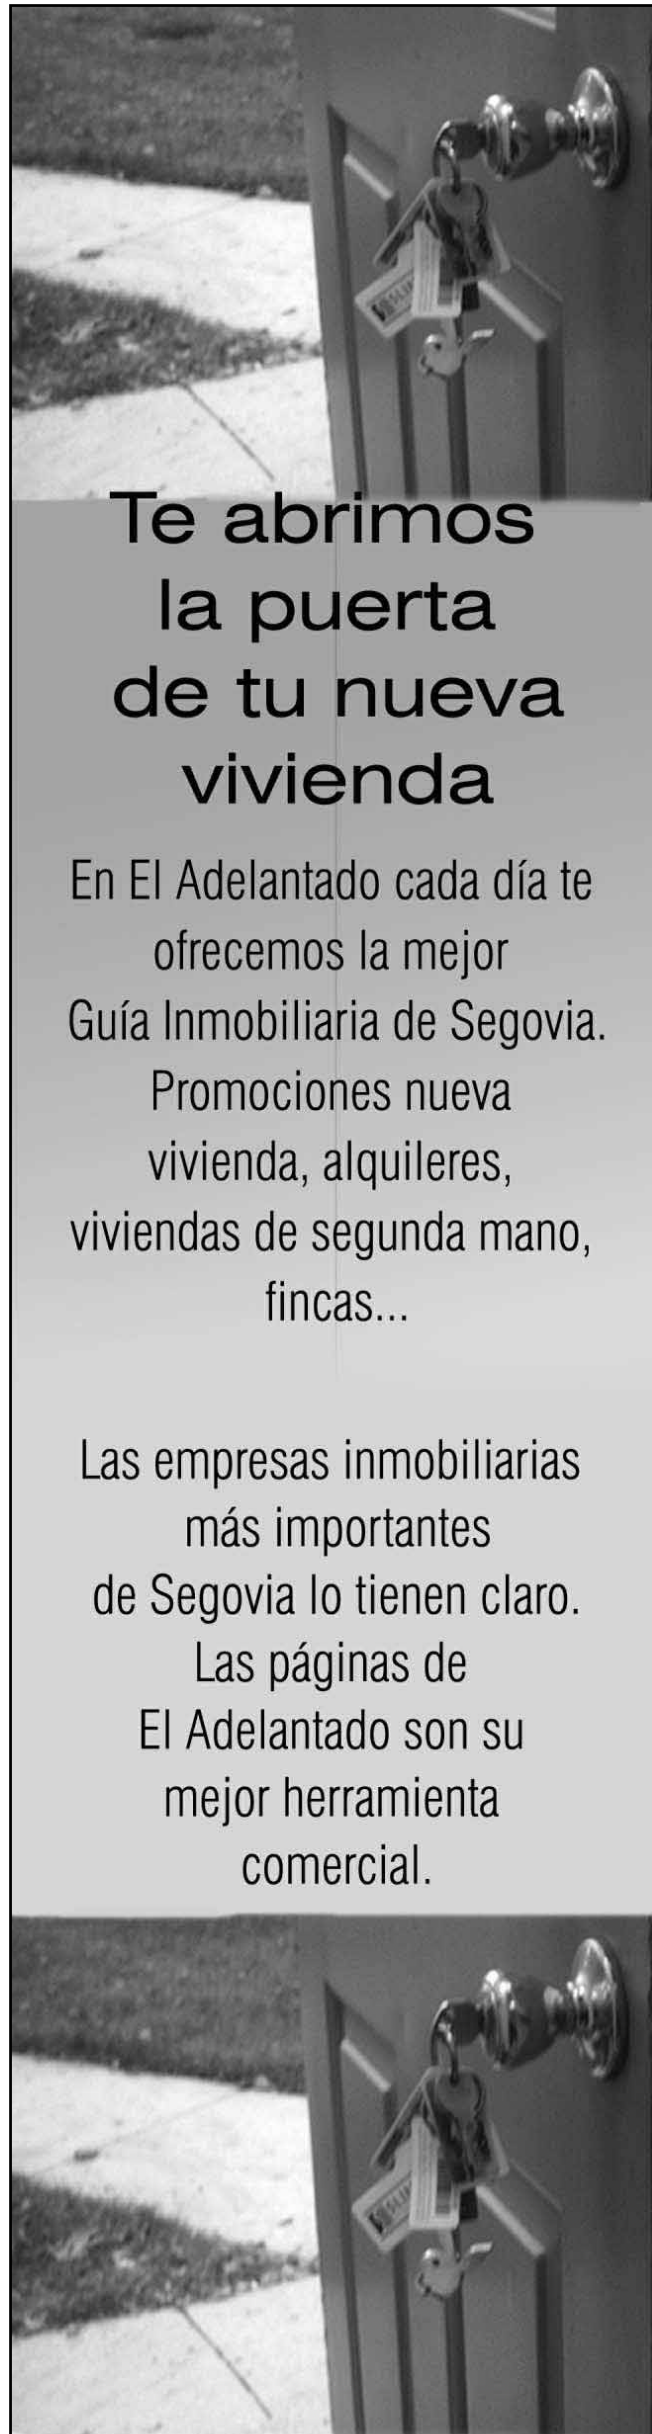 Te abrimos
la puerta
de tu nueva
vivienda
En El Adelantado cada día te
ofrecemos la mejor
Guía Inmobiliaria de Segovia.
Promociones nueva
vivienda, alquileres,
viviendas de segunda mano,
fincas...
Las empresas inmobiliarias
más importantes
de Segovia lo tienen claro.
Las páginas de
El Adelantado son su
mejor herramienta
comercial.